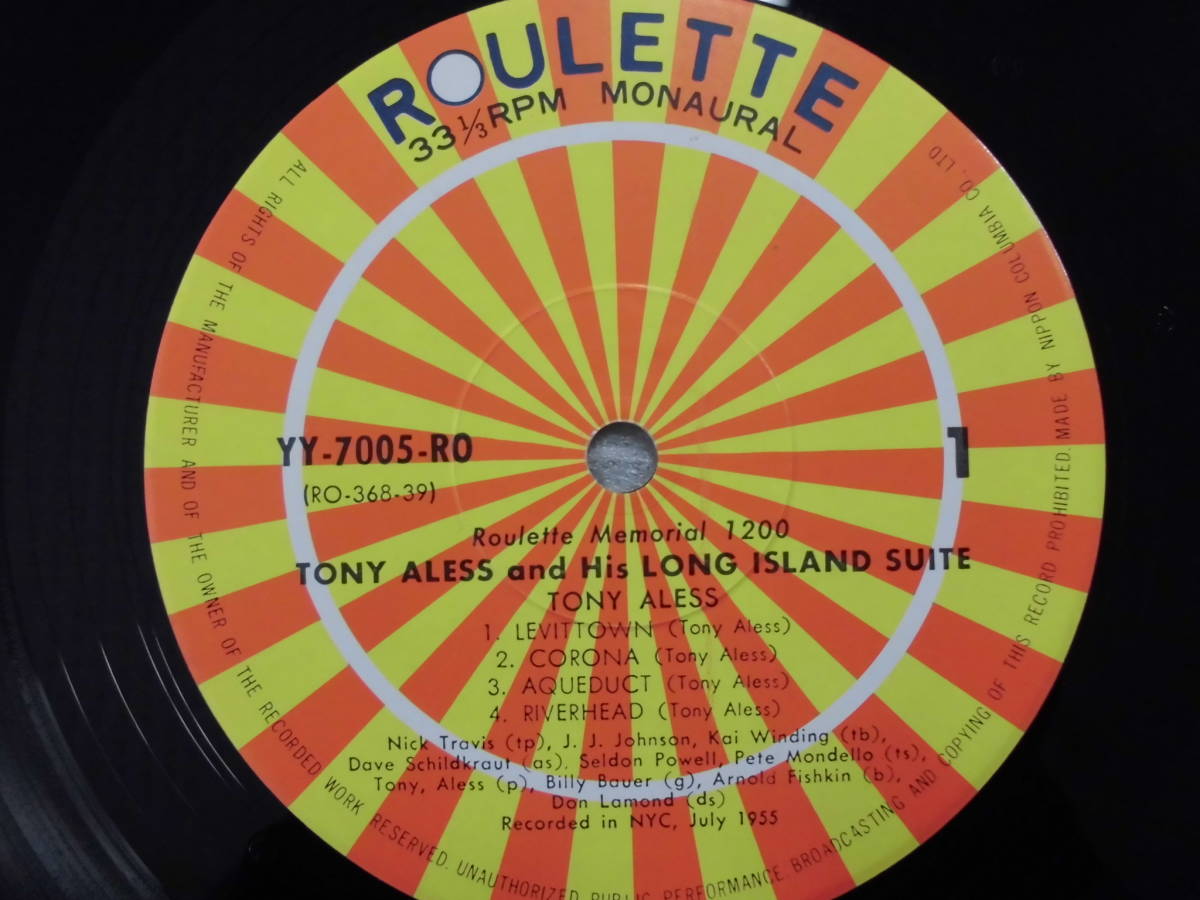 ROULETTE
33 1/3 RPM MONAURAL
YY-7005-RO
1
(RO-368-39)
Roulette Memorial 1200
TONY ALESS and His LONG ISLAND SUITE
TONY ALESS
1. LEVITTOWN (Tony Aless)
2. CORONA (Tony Aless)
3. AQUEDUCT (Tony Aless)
4. RIVERHEAD (Tony Aless)
Nick Travis (tp), J. J. Johnson, Kai Winding (tb),
Dave Schildkraut (as). Seldon Powell, Pete Mondello (ts),
Tony, Aless (p), Billy Bauer (g), Arnold Fishkin (b),
Don Lamond (ds)
Recorded in NYC, July 1955
ALL RIGHTS OF THE MANUFACTURER AND OF THE OWNER OF THE RECORDED WORK RESERVED. UNAUTHORIZED PUBLIC PERFORMANCE. BROADCASTING AND COPYING OF THIS RECORD PROHIBITED. MADE BY NIPPON COLUMBIA CO., LTD